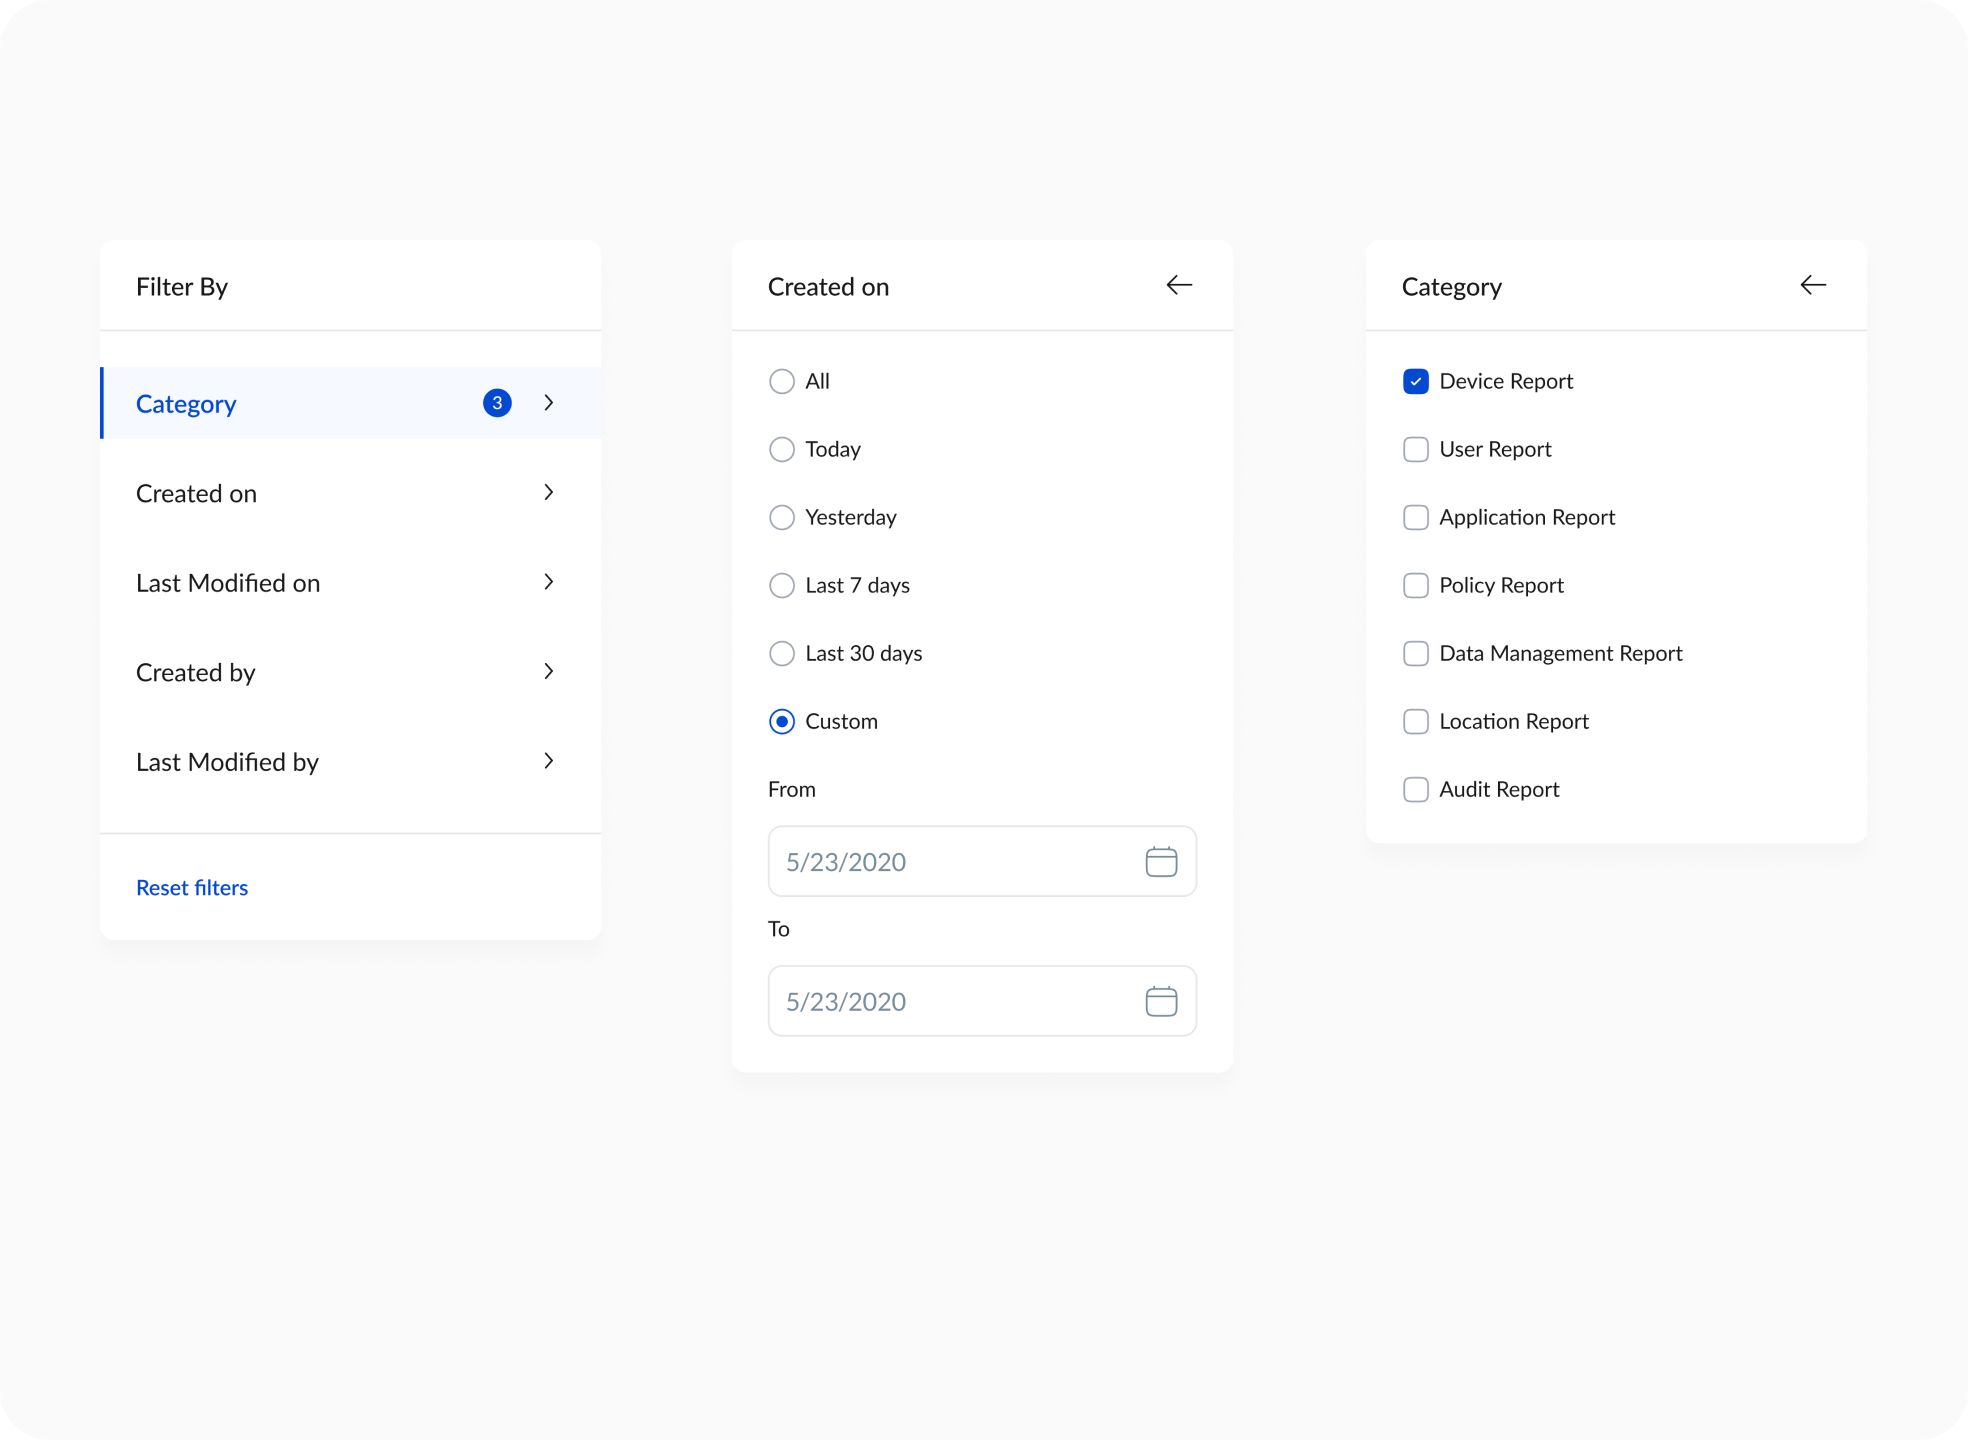 Filter By
Category 3
Created on
Last Modified on
Created by
Last Modified by
Reset filters
Created on
All
Today
Yesterday
Last 7 days
Last 30 days
Custom
From
5/23/2020
To
5/23/2020
Category
Device Report
User Report
Application Report
Policy Report
Data Management Report
Location Report
Audit Report